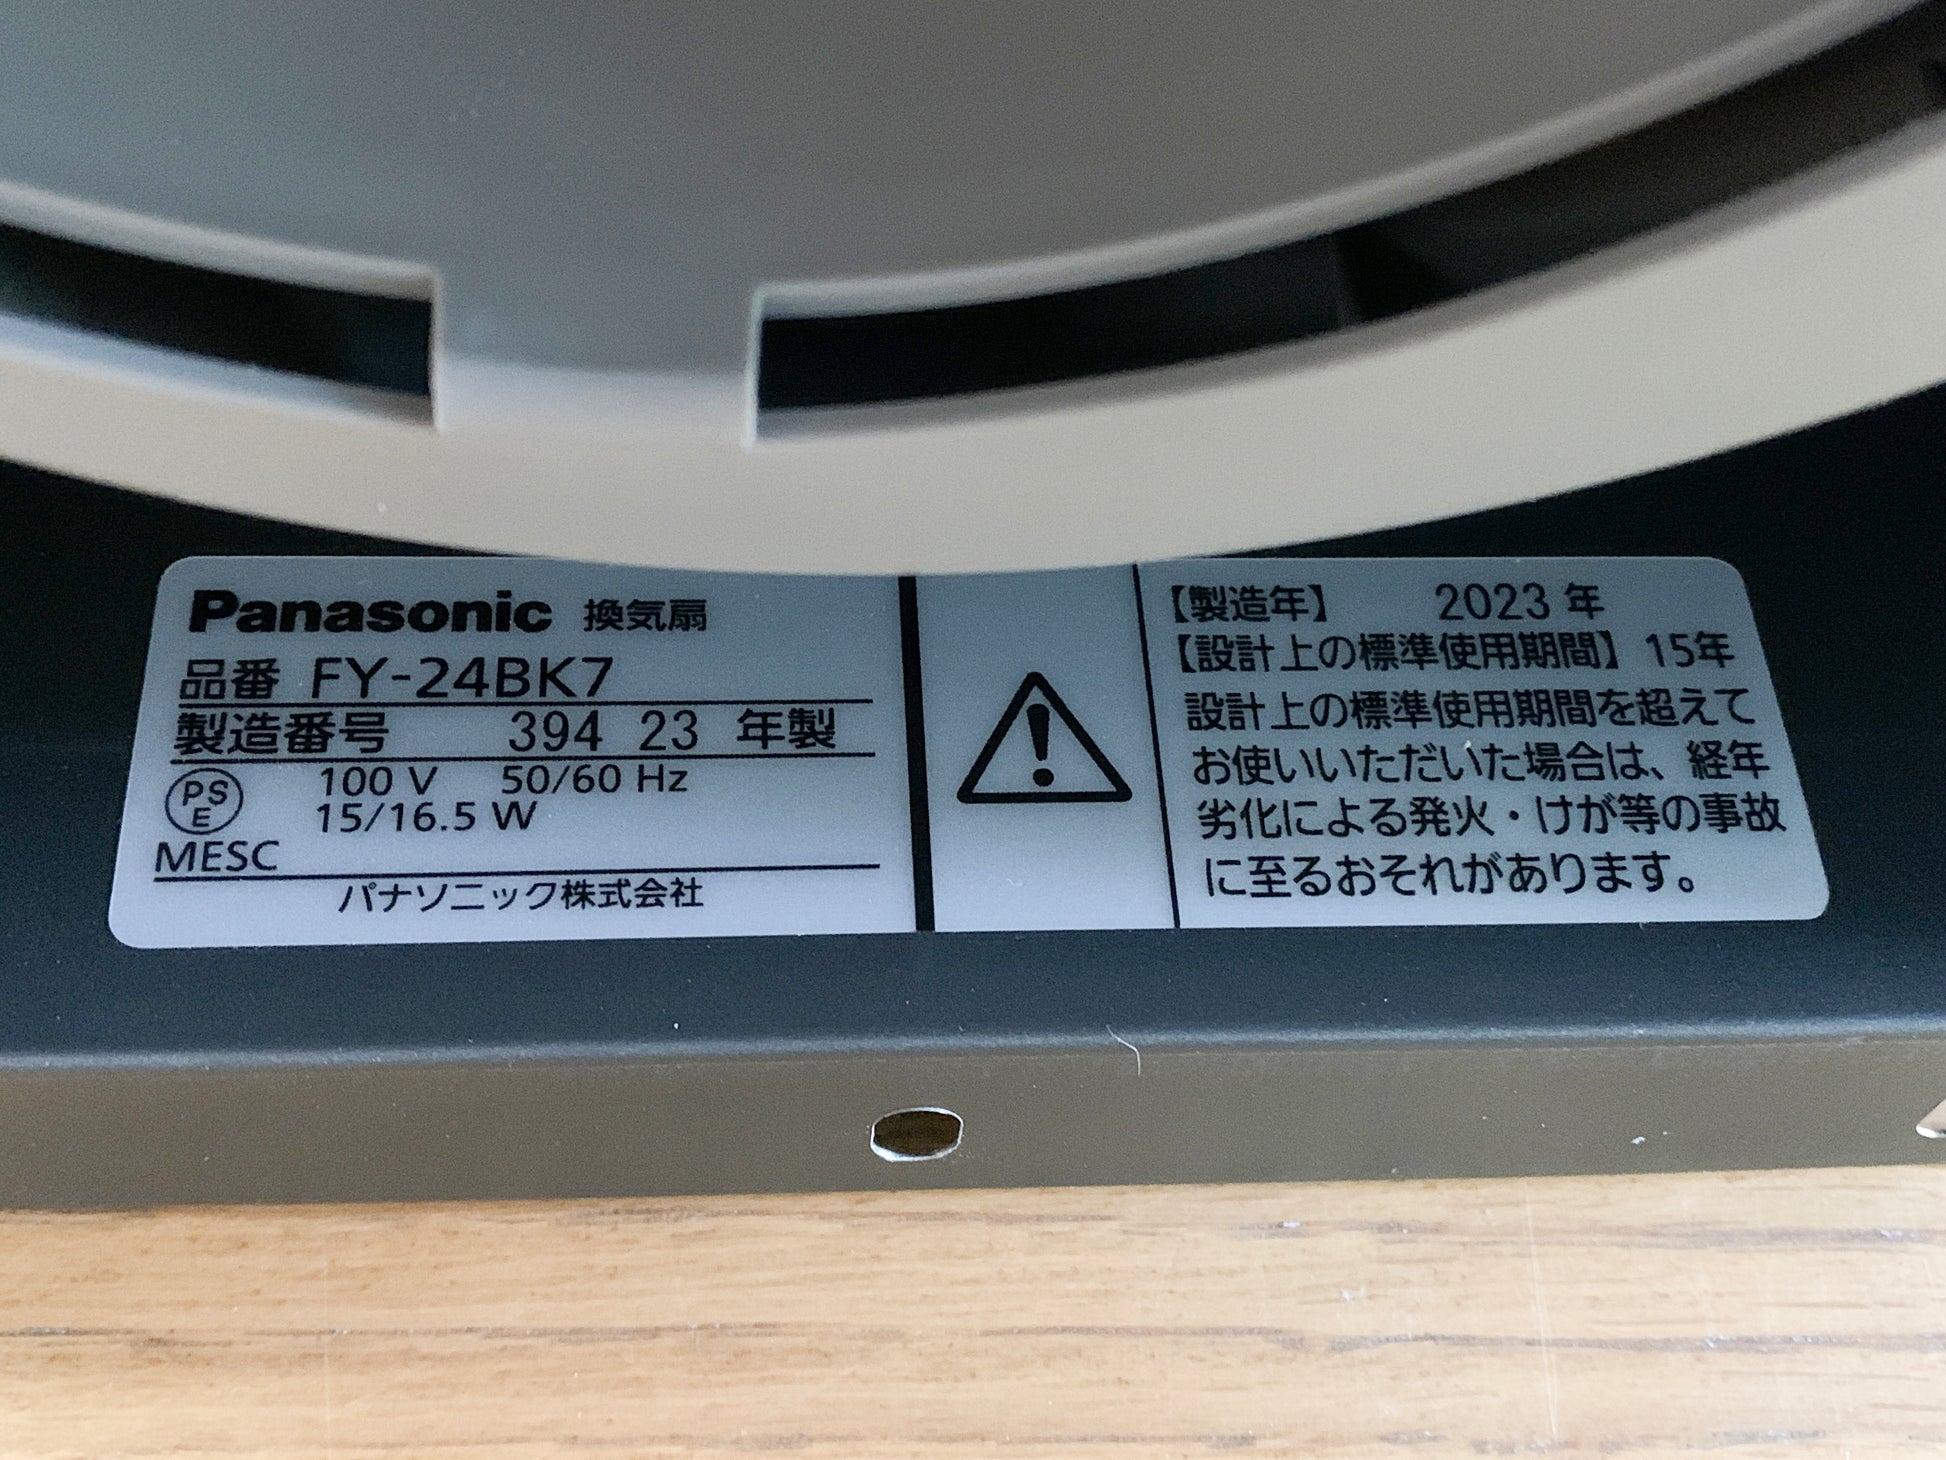 Panasonic 換気扇
品番 FY-24BK7
製造番号 394 23 年製
PSE 100 V 50/60 Hz
15/16.5 W
MESC
パナソニック株式会社
【製造年】 2023 年
【設計上の標準使用期間】 15年
設計上の標準使用期間を超えて
お使いいただいた場合は、経年
劣化による発火・けが等の事故
に至るおそれがあります。